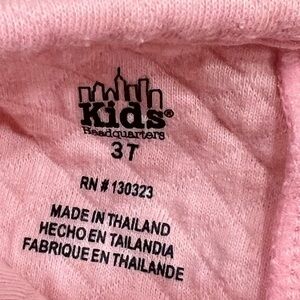 Kids®
Headquarters
3T
RN # 130323
MADE IN THAILAND
HECHO EN TAILANDIA
FABRIQUE EN THAILANDE